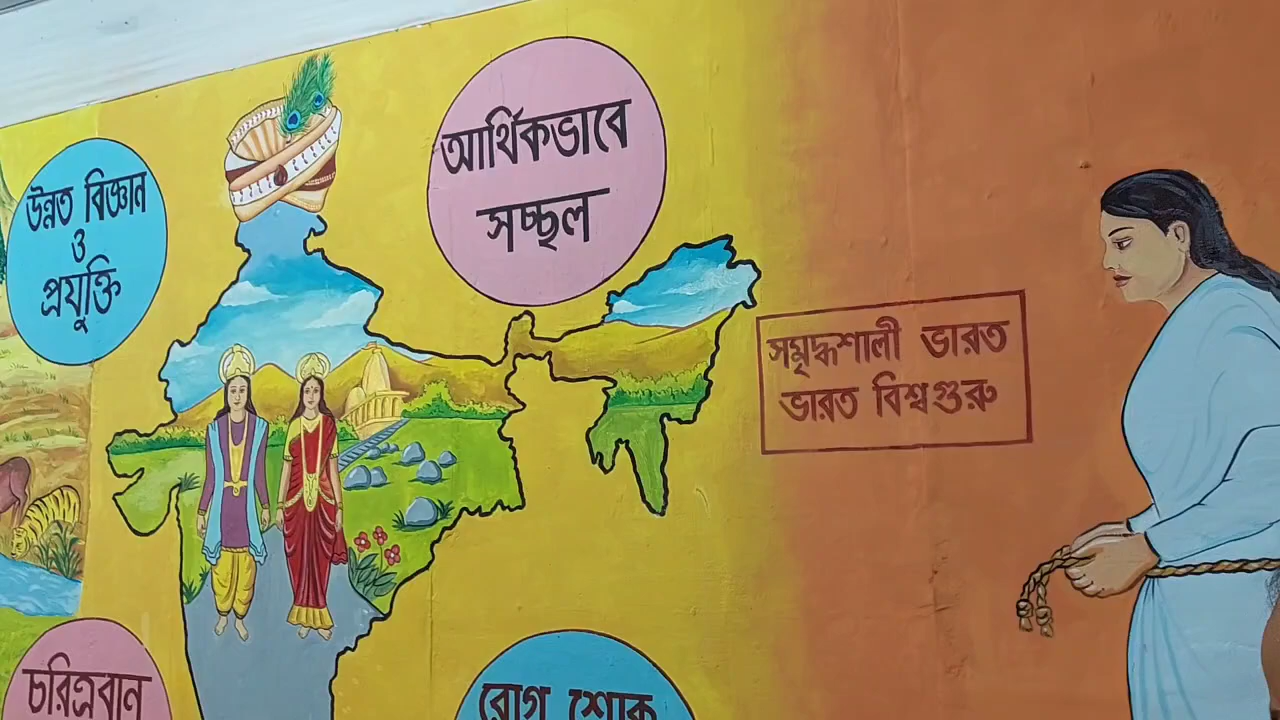 উন্নত বিজ্ঞান
ও
প্রযুক্তি
আর্থিকভাবে
সচ্ছল
সমৃদ্ধশালী ভারত
ভারত বিশ্বগুরু
চরিত্রবান
রোগ শোক